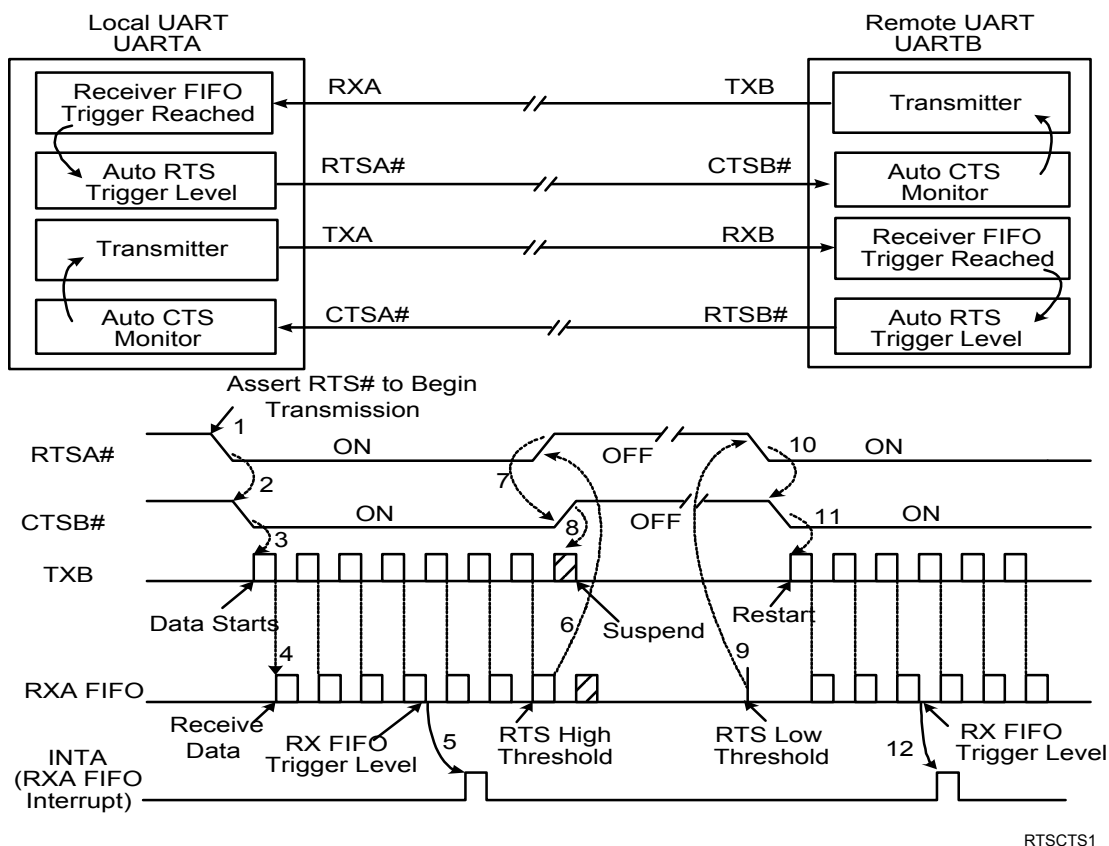 Local UART
UARTA
Remote UART
UARTB
Receiver FIFO
Trigger Reached
RXA
TXB
Transmitter
Auto RTS
Trigger Level
RTSA#
CTSB#
Auto CTS
Monitor
Transmitter
TXA
RXB
Receiver FIFO
Trigger Reached
Auto CTS
Monitor
CTSA#
RTSB#
Auto RTS
Trigger Level
Assert RTS# to Begin
Transmission
RTSA#
1
ON
OFF
10
ON
2
7
CTSB#
ON
8
OFF
11
ON
3
TXB
Data Starts
6
Suspend
Restart
4
9
RXA FIFO
Receive
Data
RX FIFO
Trigger Level
5
RTS High
Threshold
RTS Low
Threshold
12
RX FIFO
Trigger Level
INTA
(RXA FIFO
Interrupt)
RTSCTS1